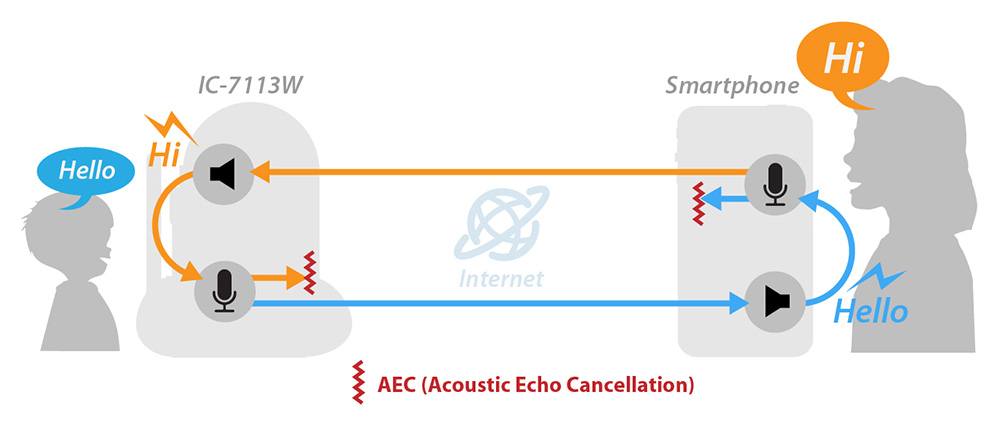 Hi
IC-7113W
Smartphone
Hi
Hello
Internet
Hello
AEC (Acoustic Echo Cancellation)